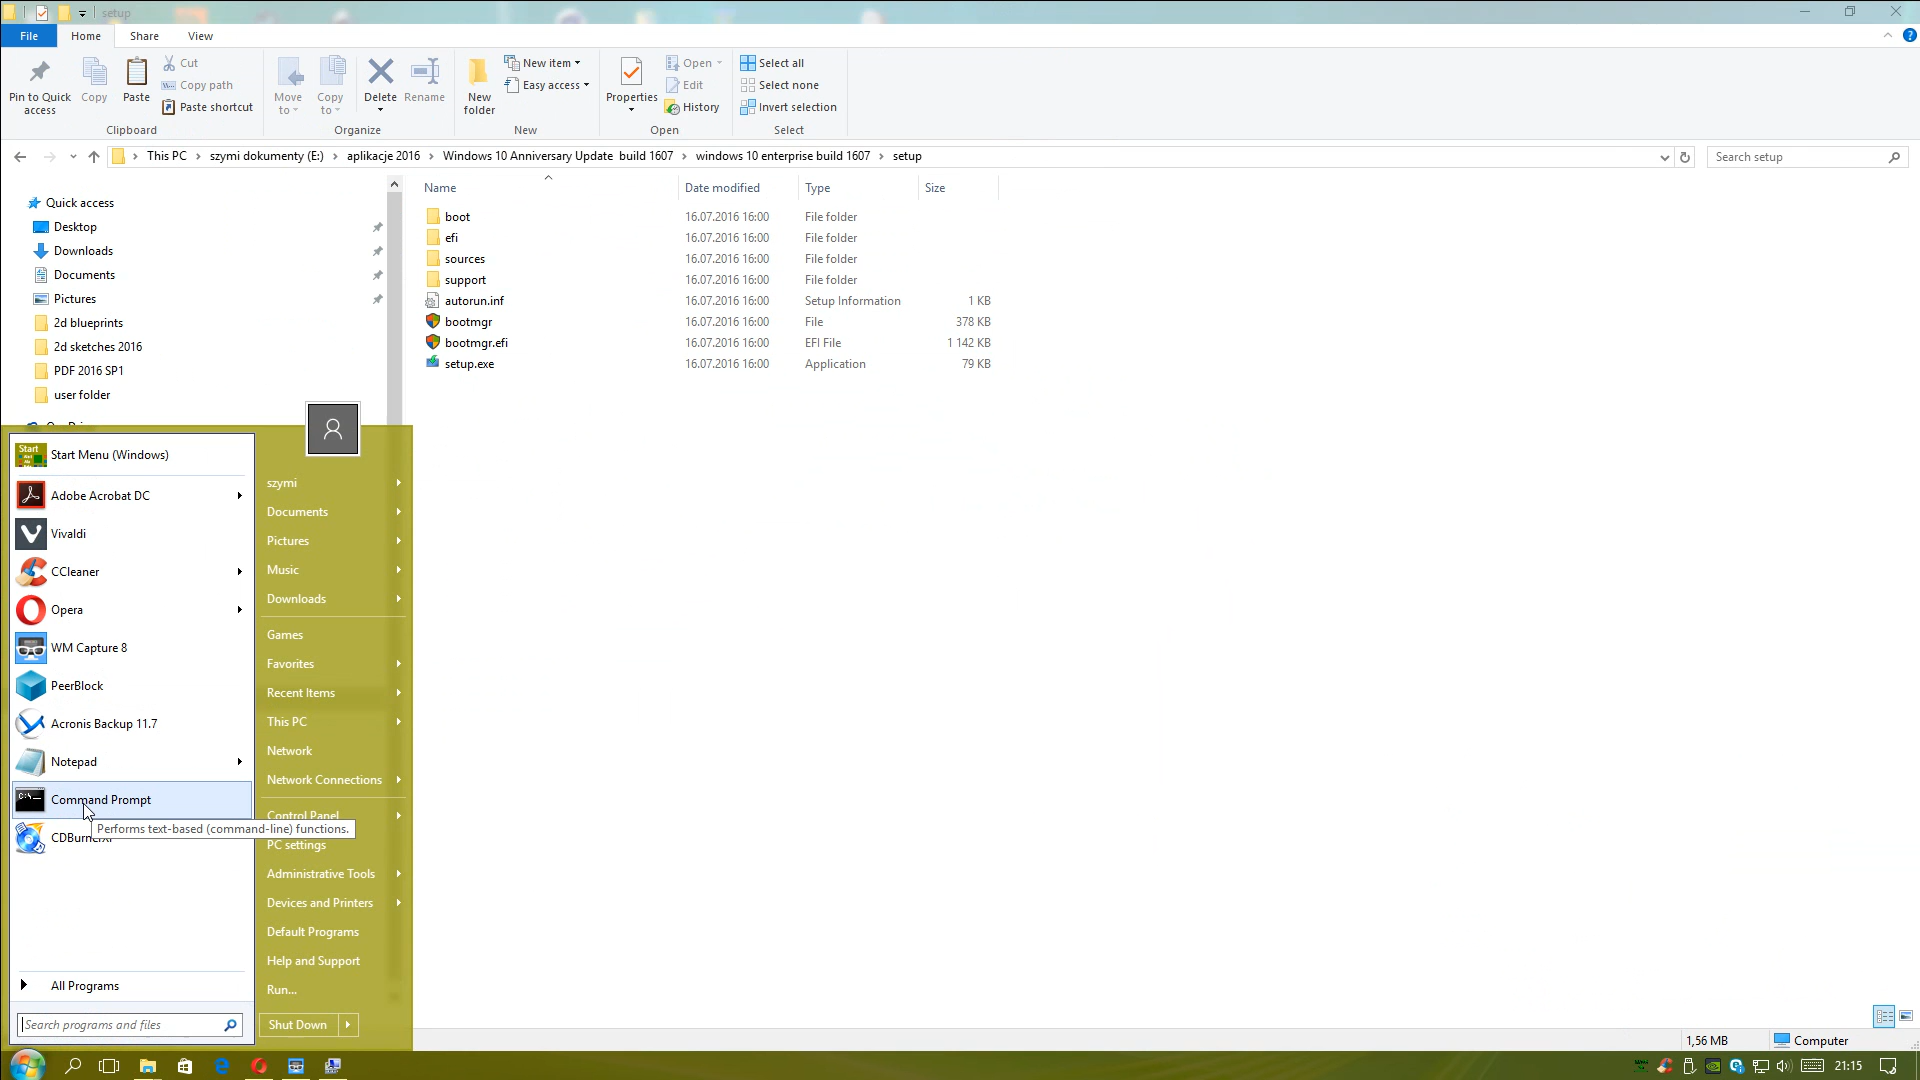 setup
File
Home
Share
View
Pin to Quick access
Copy
Paste
Cut
Copy path
Paste shortcut
Clipboard
Move to
Copy to
Delete
Rename
Organize
New folder
New item
Easy access
New
Properties
Open
Edit
History
Open
Select all
Select none
Invert selection
Select
This PC
szymi dokumenty (E:)
aplikacje 2016
Windows 10 Anniversary Update build 1607
windows 10 enterprise build 1607
setup
Search setup
Name
Date modified
Type
Size
boot 16.07.2016 16:00 File folder
efi 16.07.2016 16:00 File folder
sources 16.07.2016 16:00 File folder
support 16.07.2016 16:00 File folder
autorun.inf 16.07.2016 16:00 Setup Information 1 KB
bootmgr 16.07.2016 16:00 File 378 KB
bootmgr.efi 16.07.2016 16:00 EFI File 1 142 KB
setup.exe 16.07.2016 16:00 Application 79 KB
Quick access
Desktop
Downloads
Documents
Pictures
2d blueprints
2d sketches 2016
PDF 2016 SP1
user folder
Start
Start Menu (Windows)
Adobe Acrobat DC
Vivaldi
CCleaner
Opera
WM Capture 8
PeerBlock
Acronis Backup 11.7
Notepad
C:\
Command Prompt
Performs text-based (command-line) functions.
All Programs
Search programs and files
szymi
Documents
Pictures
Music
Downloads
Games
Favorites
Recent Items
This PC
Network
Network Connections
Control Panel
PC settings
Administrative Tools
Devices and Printers
Default Programs
Help and Support
Run...
Shut Down
1,56 MB
Computer
21:15